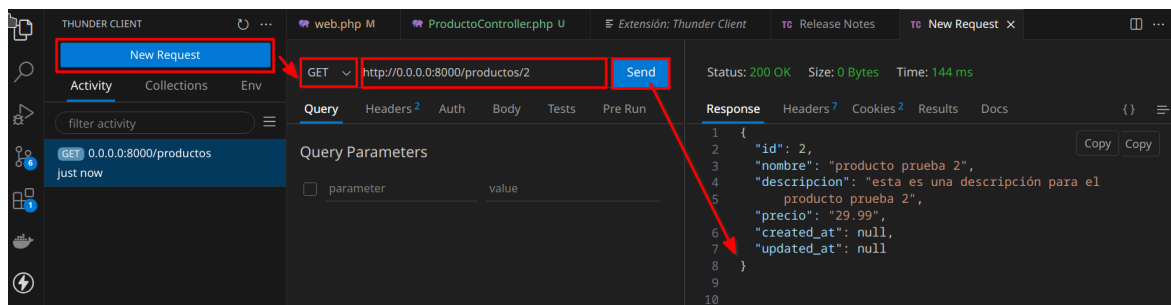 THUNDER CLIENT
New Request
Activity Collections Env
filter activity
GET 0.0.0.0:8000/productos
just now
6
1
web.php M
ProductoController.php U
Extensión: Thunder Client
TC Release Notes
TC New Request
GET http://0.0.0.0:8000/productos/2 Send
Query Headers 2 Auth Body Tests Pre Run
Query Parameters
parameter value
Status: 200 OK Size: 0 Bytes Time: 144 ms
Response Headers 7 Cookies 2 Results Docs {}
Copy Copy
1 {
2 "id": 2,
3 "nombre": "producto prueba 2",
4 "descripcion": "esta es una descripción para el
5 producto prueba 2",
"precio": "29.99",
6 "created_at": null,
7 "updated_at": null
8 }
9
10